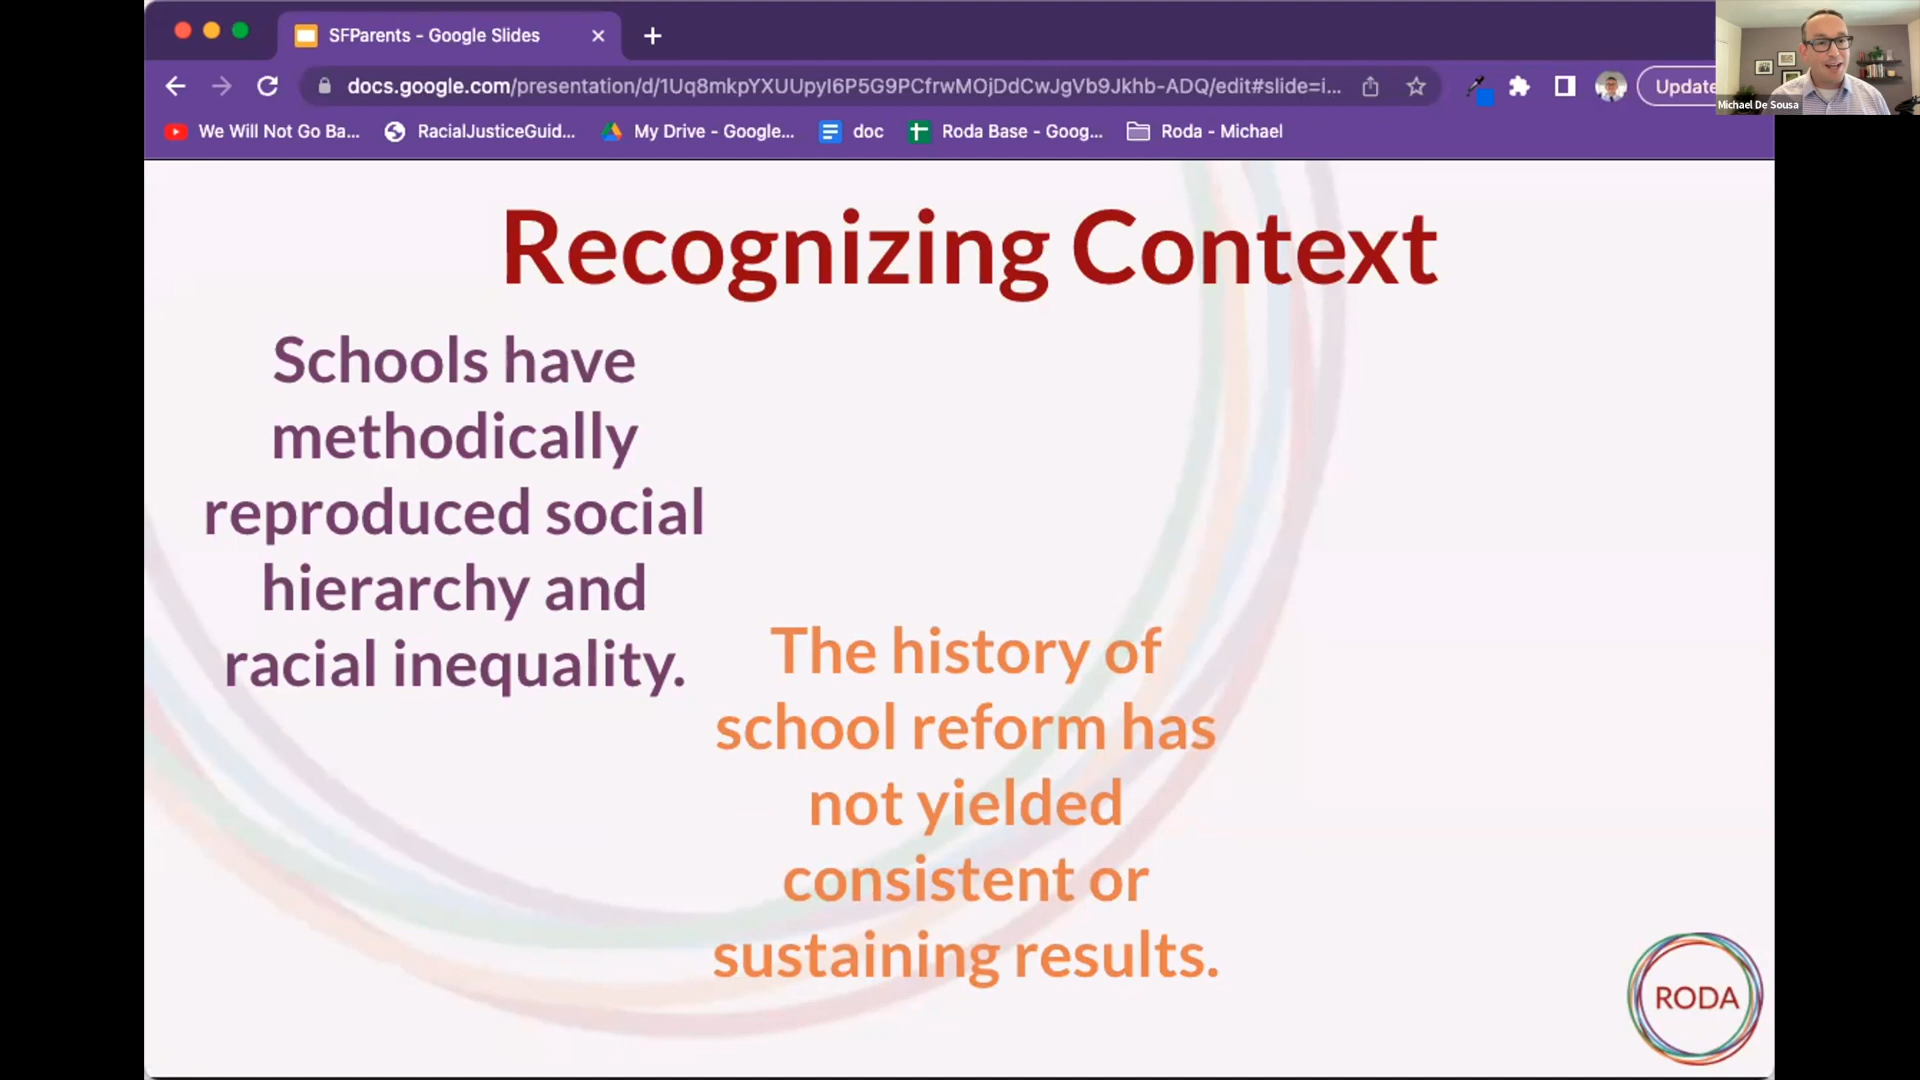 SFParents - Google Slides
docs.google.com/presentation/d/1Uq8mkpYXUUpyI6P5G9PCfrwMOjDdCwJgVb9Jkhb-ADQ/edit#slide=i...
Update
Michael De Sousa
We Will Not Go Ba...
RacialJusticeGuid...
My Drive - Google...
doc
Roda Base - Goog...
Roda - Michael
Recognizing Context
Schools have
methodically
reproduced social
hierarchy and
racial inequality.
The history of
school reform has
not yielded
consistent or
sustaining results.
RODA